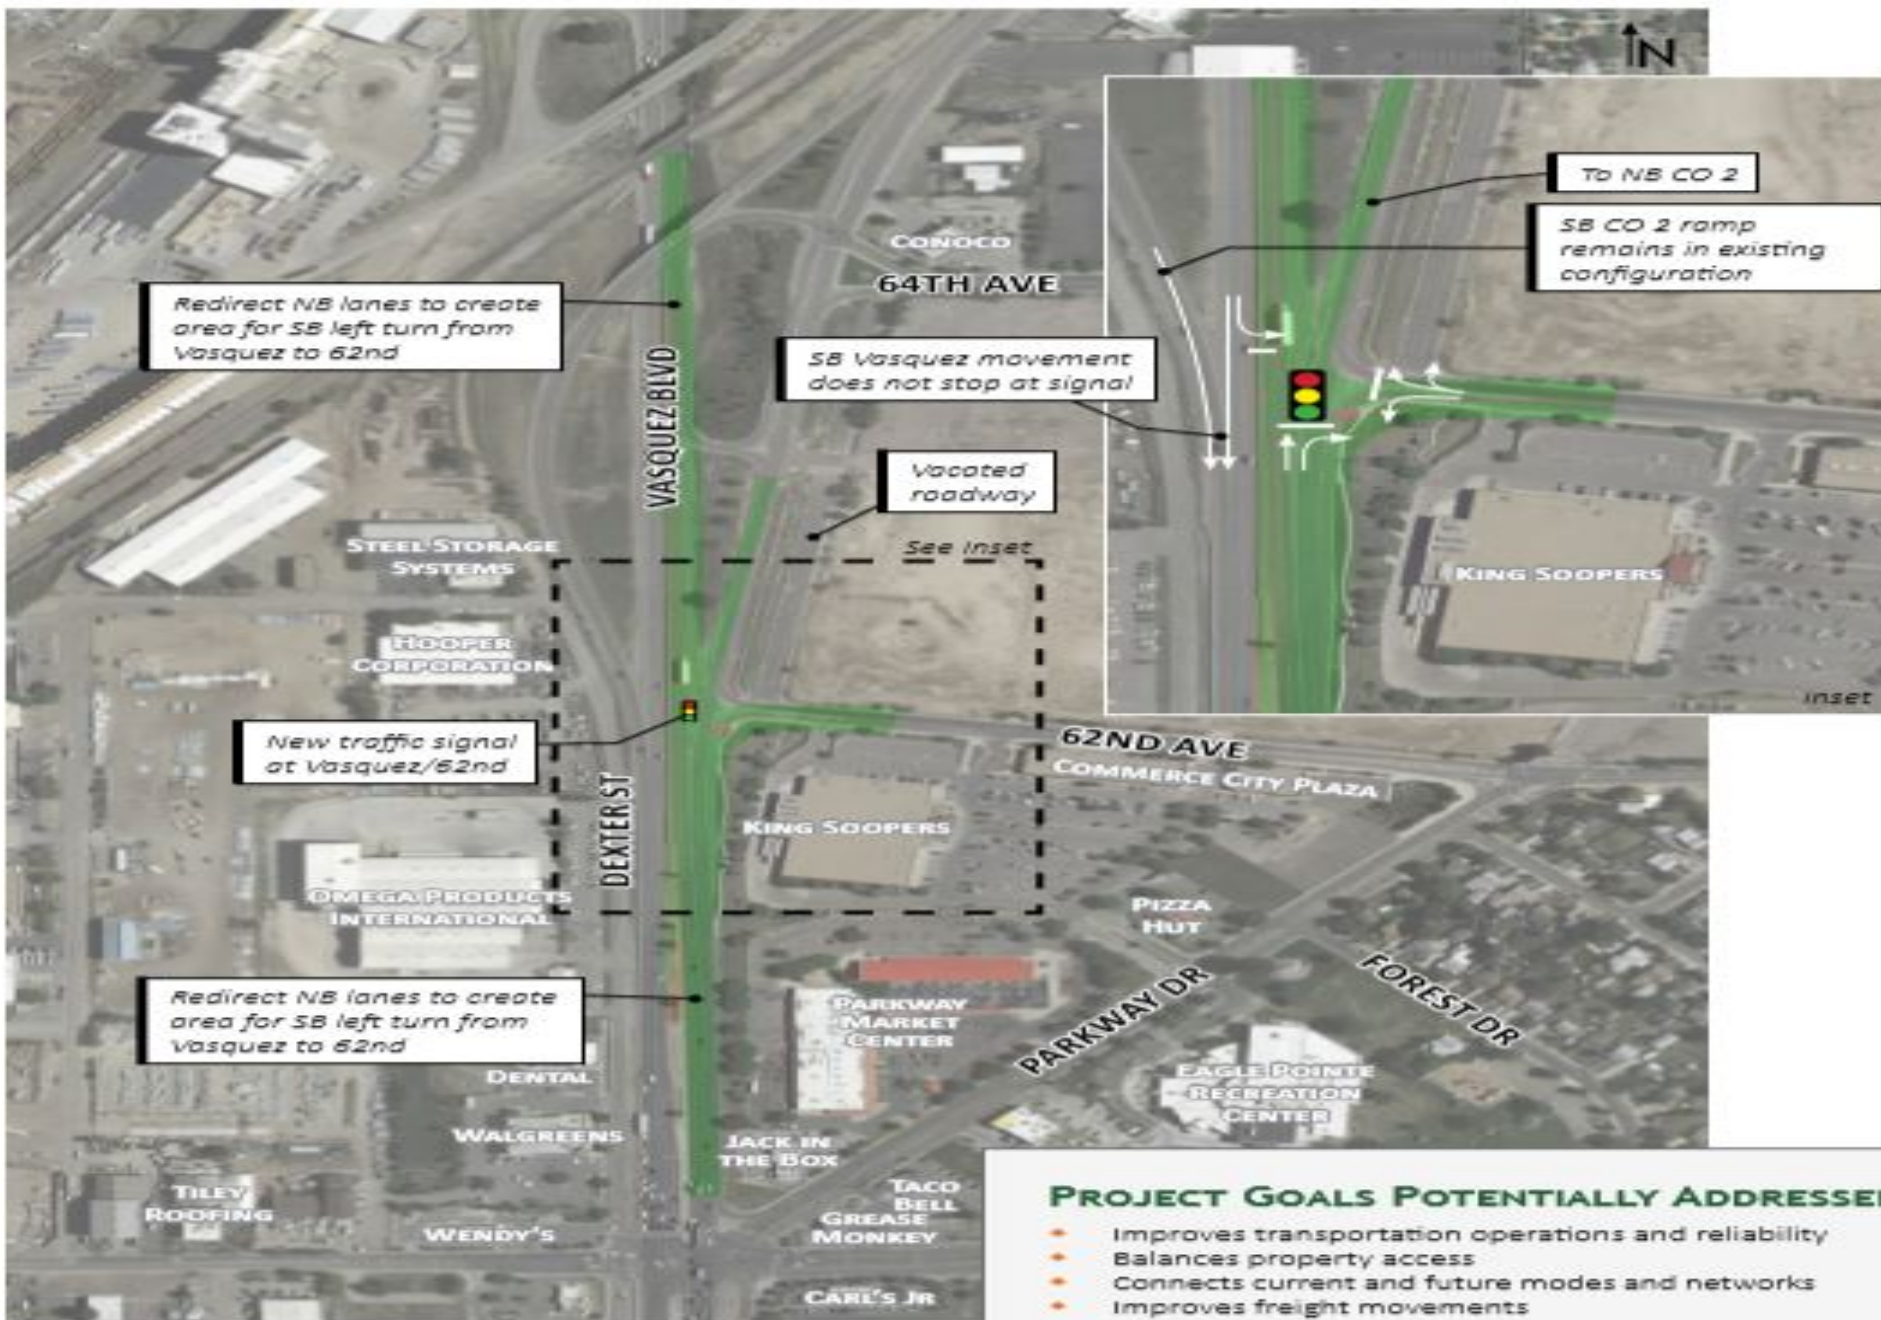 N
To NB CO 2
SB CO 2 ramp
remains in existing
configuration
CONOCO
64TH AVE
Redirect NB lanes to create
area for SB left turn from
Vasquez to 62nd
SB Vasquez movement
does not stop at signal
VASQUEZ BLVD
Vacated
roadway
See Inset
STEEL STORAGE
SYSTEMS
KING SOOPERS
HOOPER
CORPORATION
Inset
New traffic signal
at Vasquez/62nd
62ND AVE
COMMERCE CITY PLAZA
DEXTER ST
KING SOOPERS
OMEGA PRODUCTS
INTERNATIONAL
PIZZA
HUT
Redirect NB lanes to create
area for SB left turn from
Vasquez to 62nd
PARKWAY
MARKET
CENTER
PARKWAY DR
FOREST DR
DENTAL
EAGLE POINTE
RECREATION
CENTER
WALGREENS
JACK IN
THE BOX
TILEY
ROOFING
TACO
BELL
WENDY'S
GREASE
MONKEY
CARL'S JR
PROJECT GOALS POTENTIALLY ADDRESSE
Improves transportation operations and reliability
Balances property access
Connects current and future modes and networks
Improves freight movements